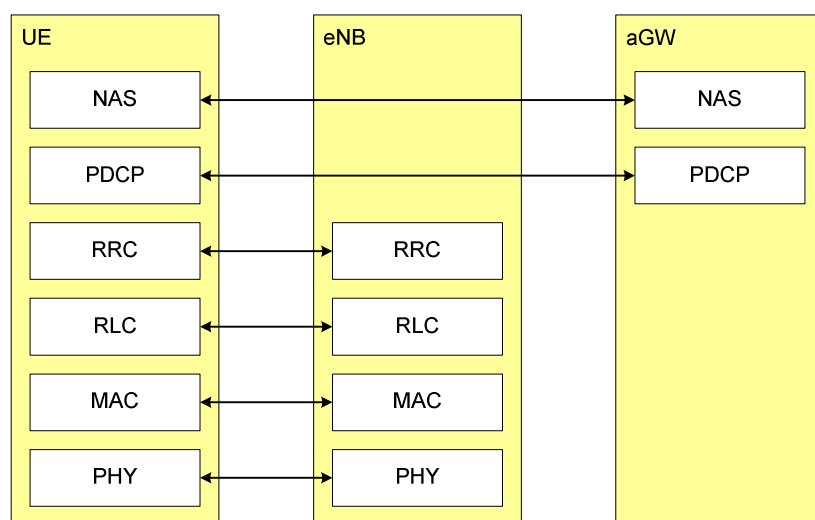 UE
eNB
aGW
NAS
NAS
PDCP
PDCP
RRC
RRC
RLC
RLC
MAC
MAC
PHY
PHY